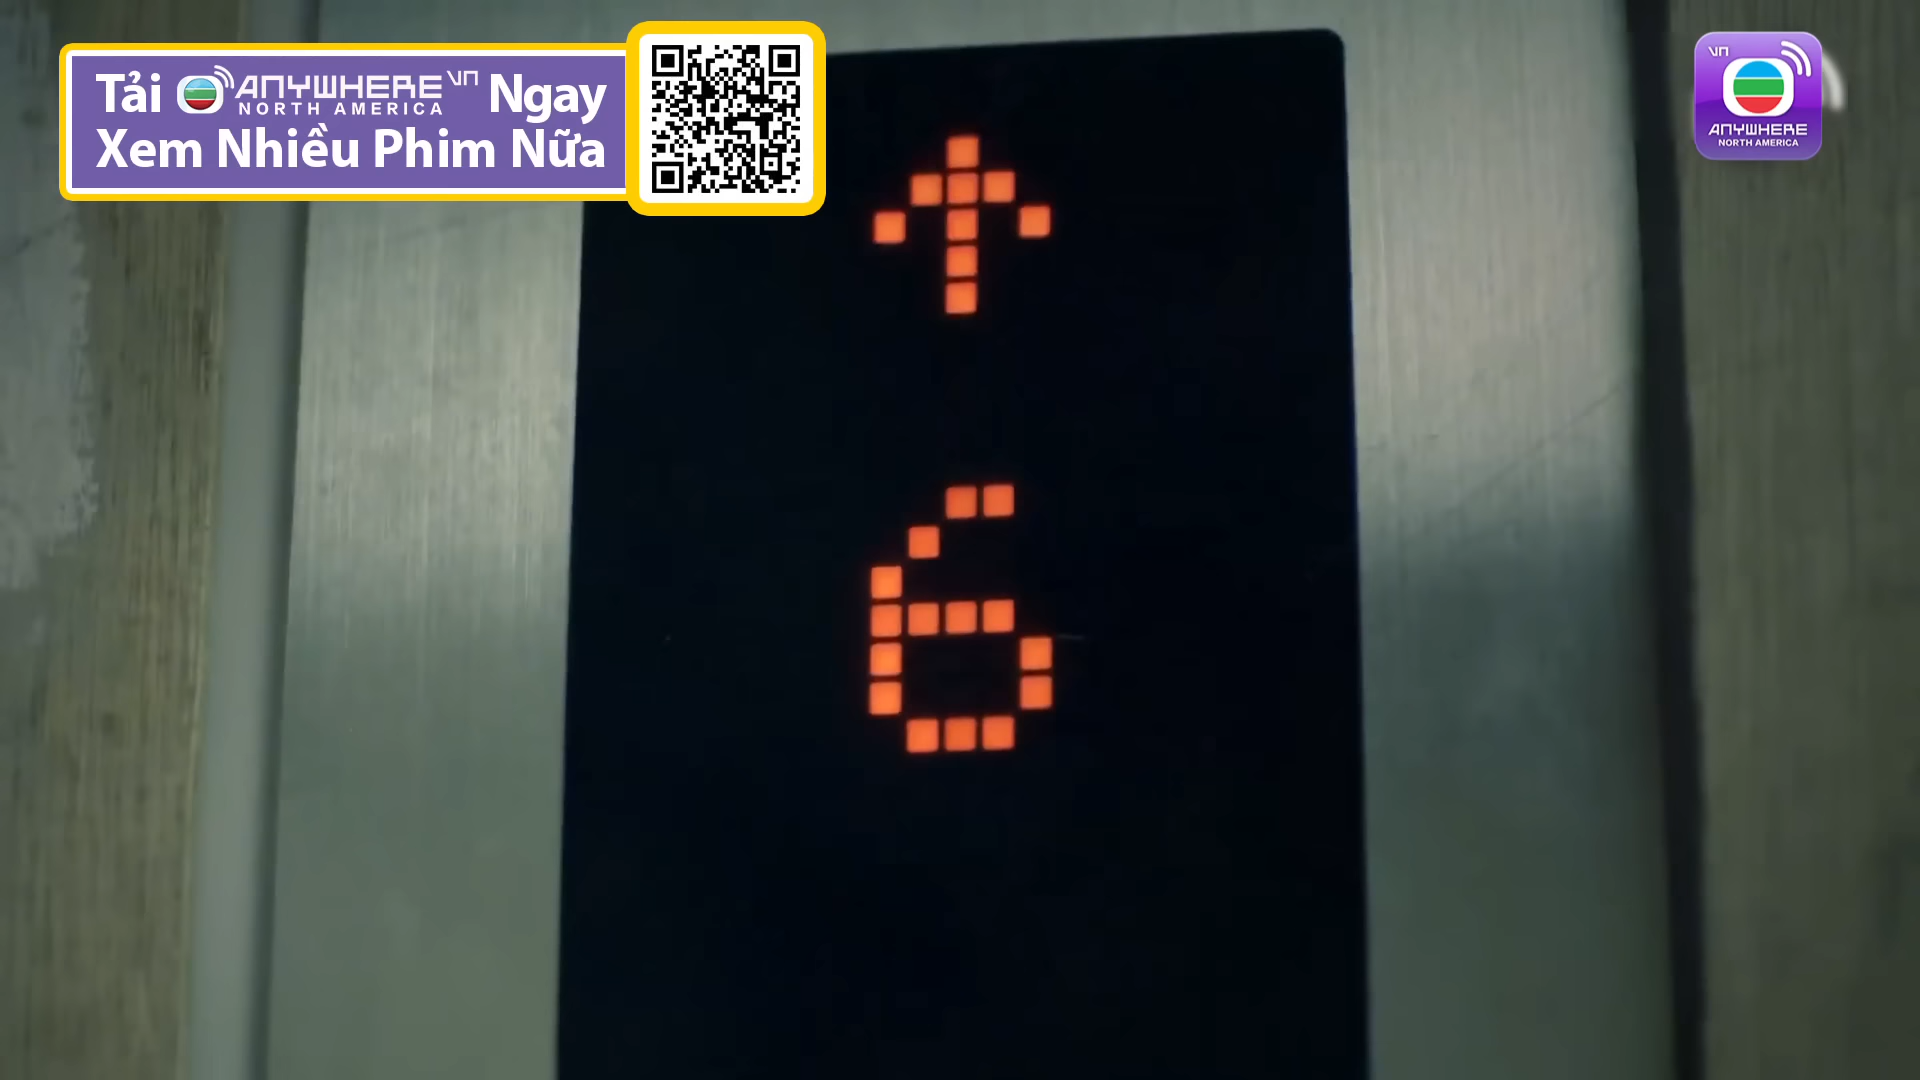 Tải ANYWHERE VN Ngay
NORTH AMERICA
Xem Nhiều Phim Nữa
VN
ANYWHERE
NORTH AMERICA
6